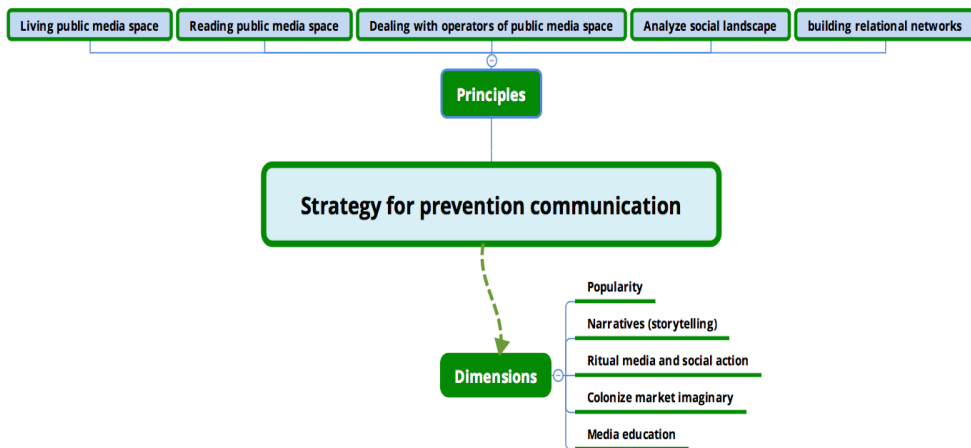 Living public media space
Reading public media space
Dealing with operators of public media space
Analyze social landscape
building relational networks
Principles
Strategy for prevention communication
Popularity
Narratives (storytelling)
Ritual media and social action
Dimensions
Colonize market imaginary
Media education